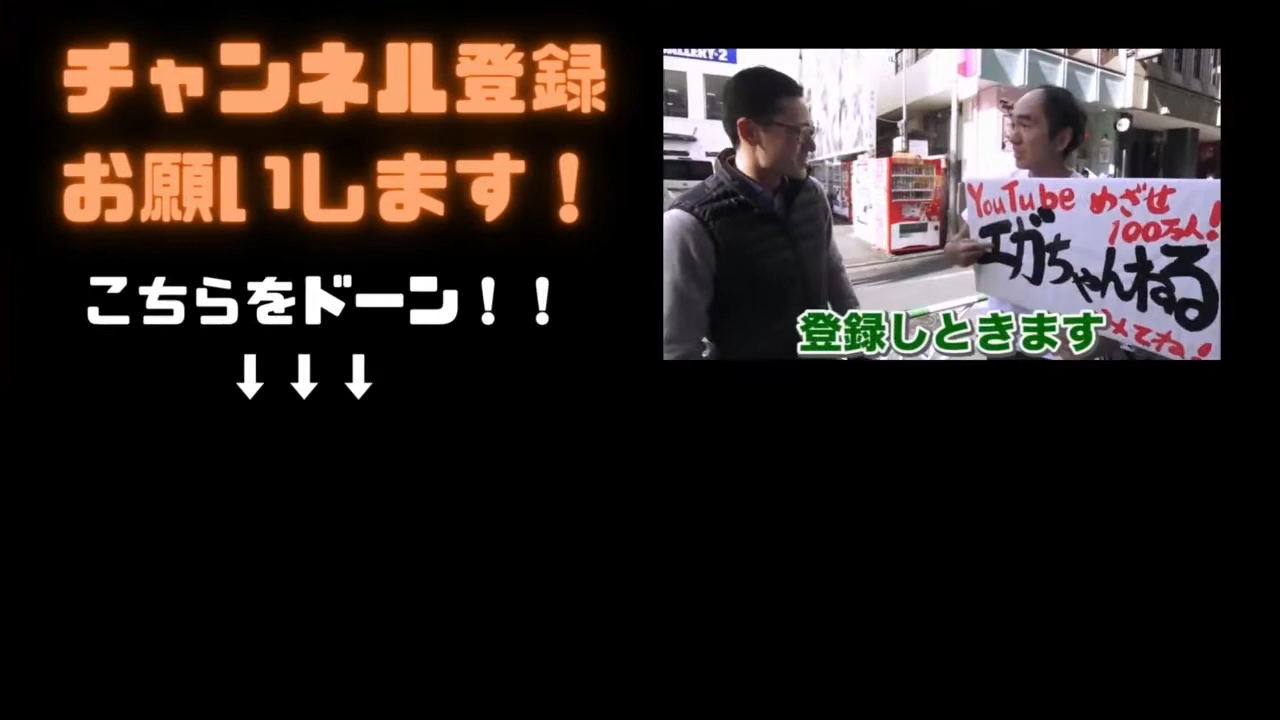 チャンネル登録
お願いします！
こちらをドーン！！
↓↓↓
GALLERY-2
YouTube めざせ
100万人！
エガちゃんねる
登録しときます